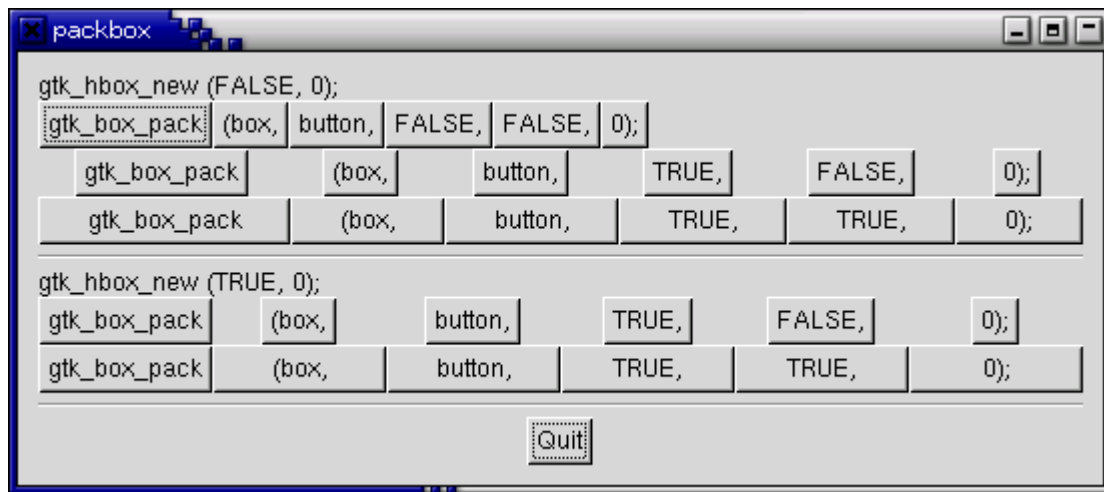 packbox
gtk_hbox_new (FALSE, 0);
gtk_box_pack (box, button, FALSE, FALSE, 0);
gtk_box_pack (box, button, TRUE, FALSE, 0);
gtk_box_pack (box, button, TRUE, TRUE, 0);
gtk_hbox_new (TRUE, 0);
gtk_box_pack (box, button, TRUE, FALSE, 0);
gtk_box_pack (box, button, TRUE, TRUE, 0);
Quit